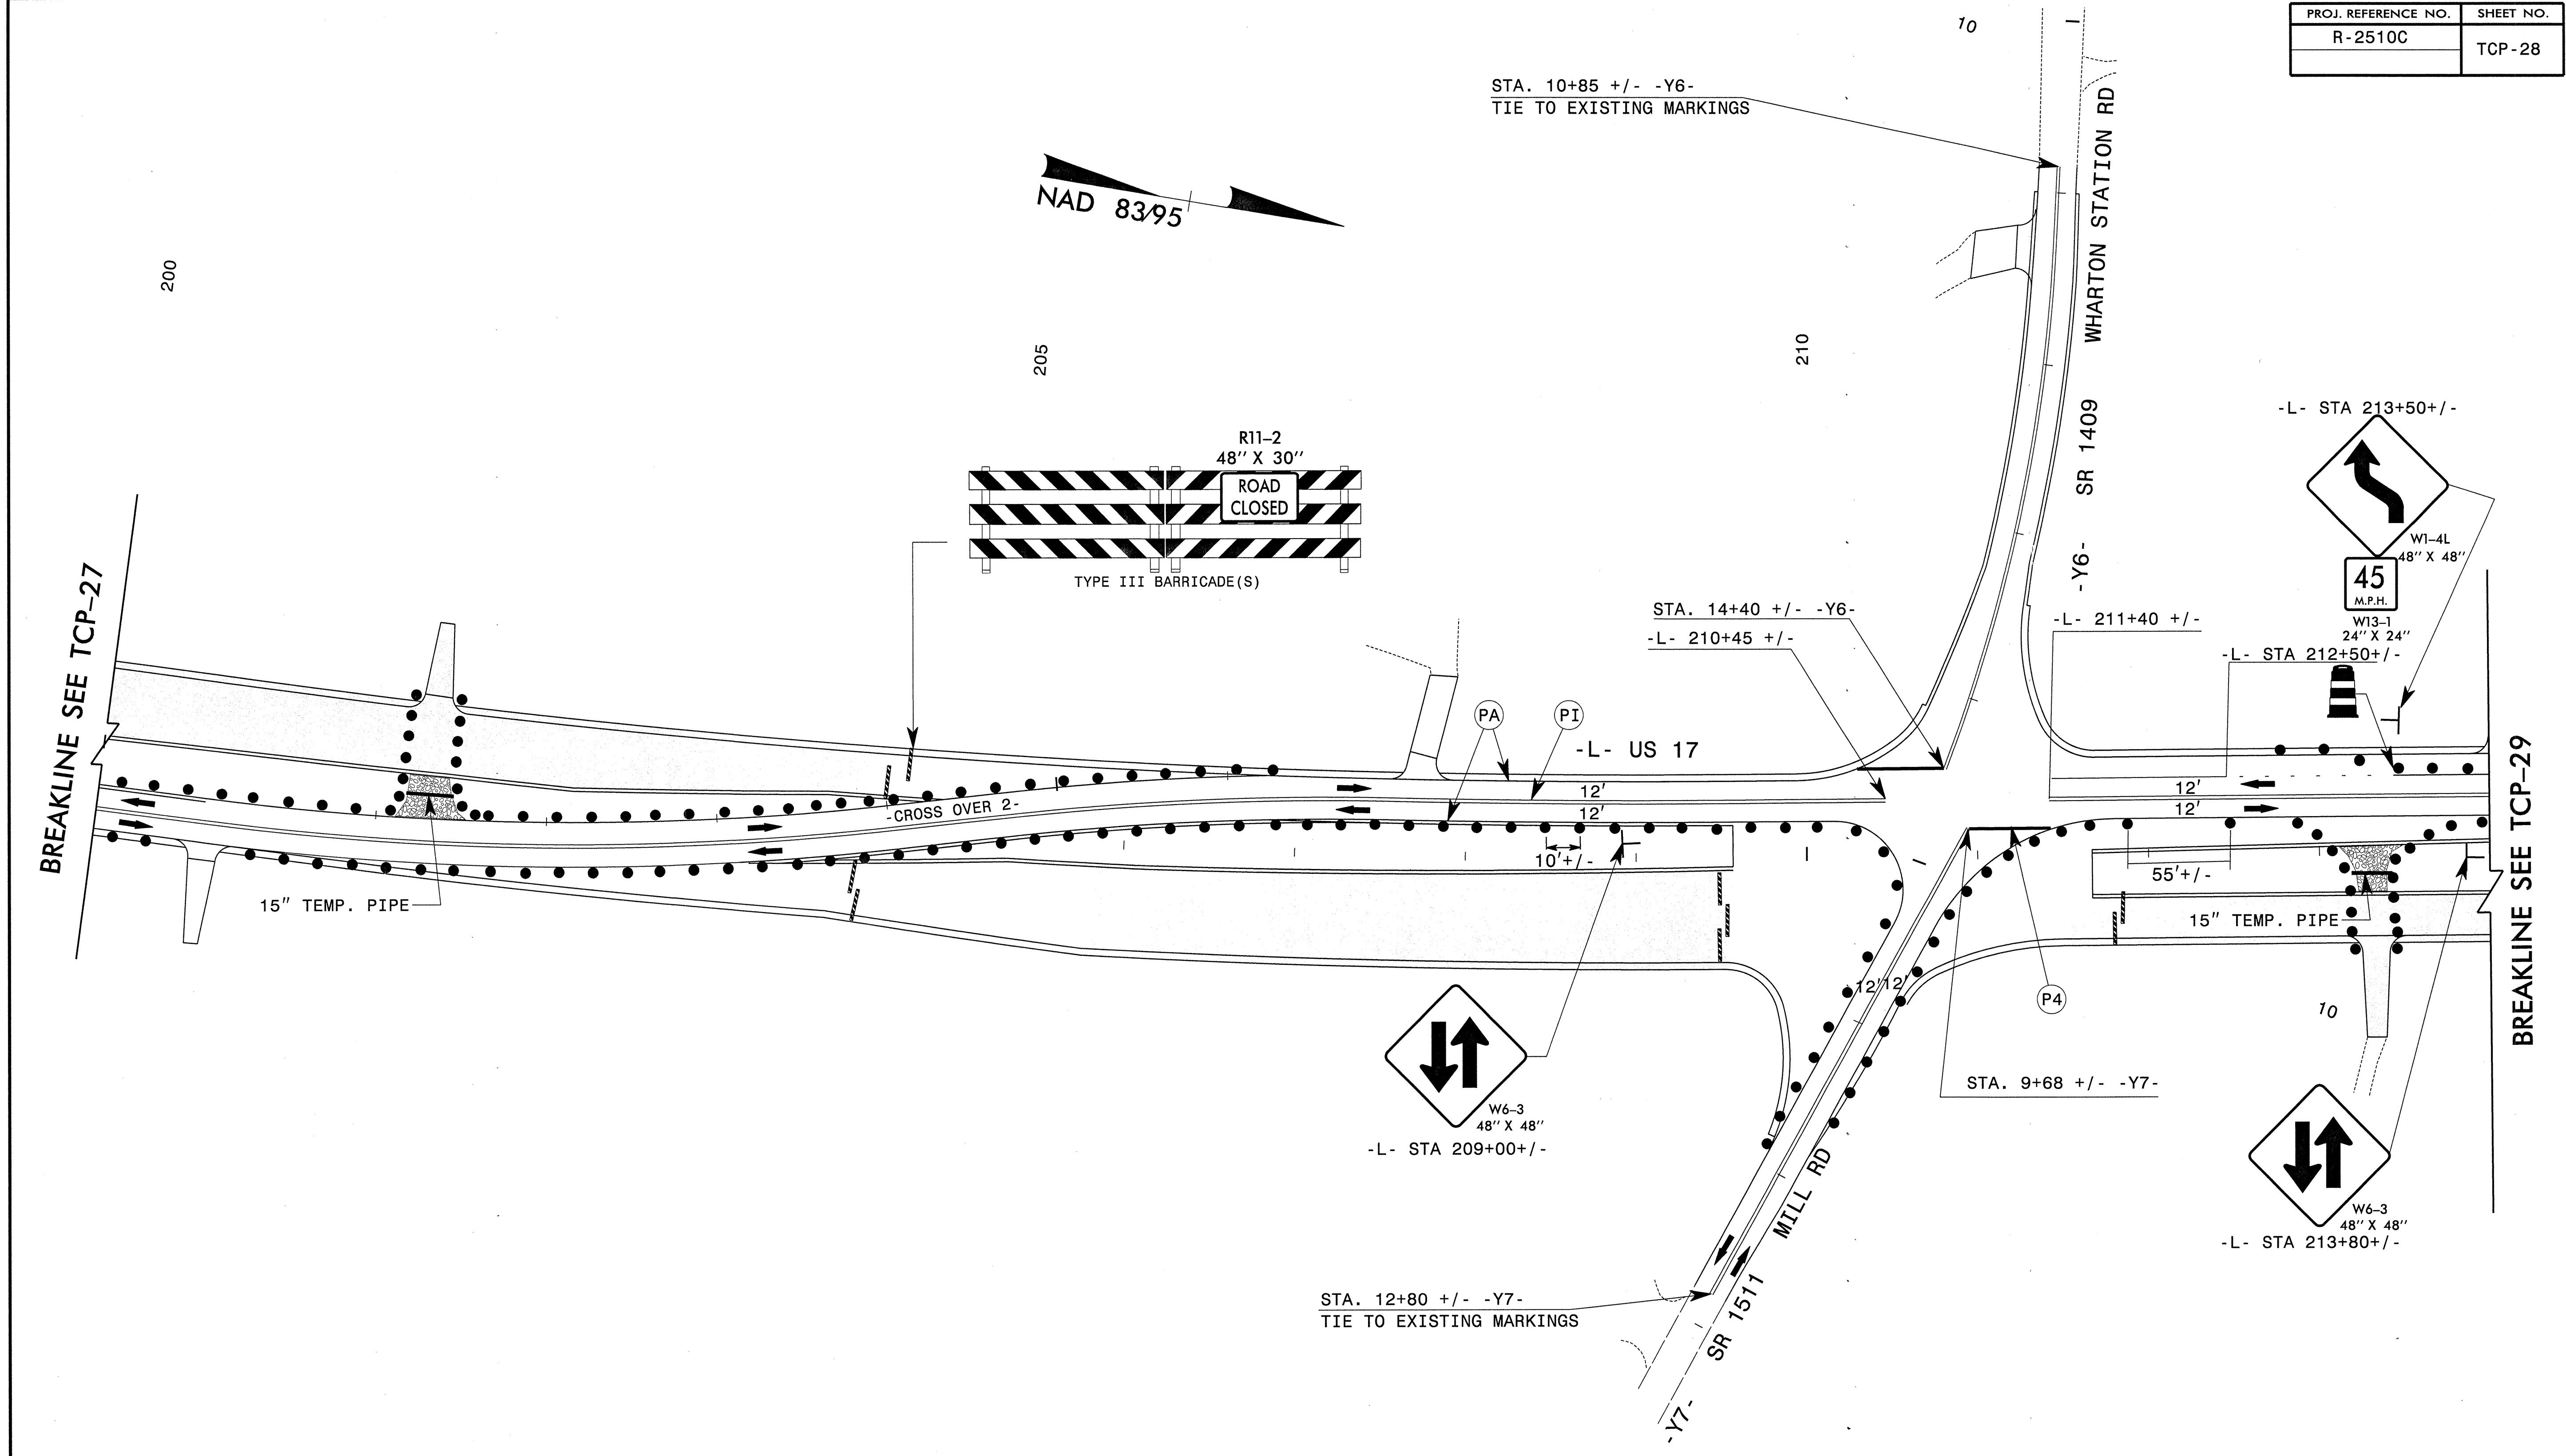 PROJ. REFERENCE NO.
SHEET NO.
R-2510C
TCP-28
10
STA. 10+85 +/- -Y6-
TIE TO EXISTING MARKINGS
NAD 83/95
200
205
210
-Y6- SR 1409 WHARTON STATION RD
R11-2
48" X 30"
ROAD
CLOSED
TYPE III BARRICADE(S)
-L- STA 213+50+/-
W1-4L
48" X 48"
45
M.P.H.
W13-1
24" X 24"
STA. 14+40 +/- -Y6-
-L- 210+45 +/-
-L- 211+40 +/-
-L- STA 212+50+/-
BREAKLINE SEE TCP-27
PA
PI
-L- US 17
12'
12'
12'
12'
-CROSS OVER 2-
10'+/-
55'+/-
15" TEMP. PIPE
15" TEMP. PIPE
BREAKLINE SEE TCP-29
12'
12'
P4
10
STA. 9+68 +/- -Y7-
W6-3
48" X 48"
-L- STA 209+00+/-
W6-3
48" X 48"
-L- STA 213+80+/-
STA. 12+80 +/- -Y7-
TIE TO EXISTING MARKINGS
-Y7- SR 1511 MILL RD